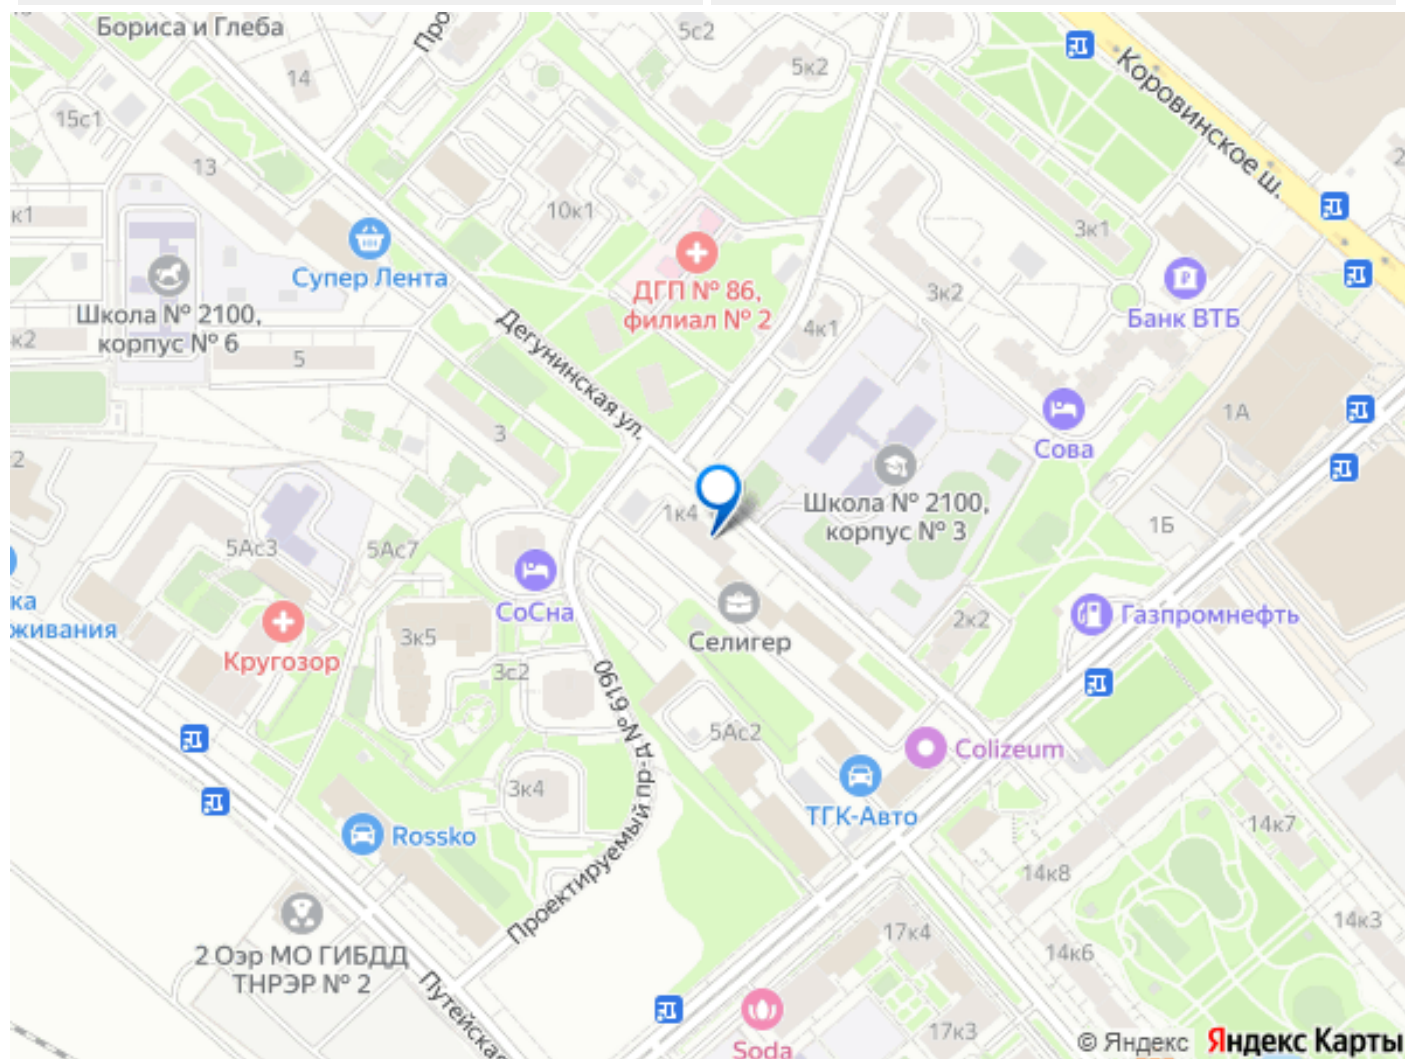 Бориса и Глеба
Про
5с2
5к2
Коровинское ш.
14
15с1
13
к1
10к1
3к1
2
Супер Лента
ДГП № 86,
филиал № 2
3к2
4к1
Банк ВТБ
Школа № 2100,
корпус № 6
к2
5
Дегунинская ул.
3
1А
Сова
2
1к4
Школа № 2100,
корпус № 3
1Б
5Ас3
5Ас7
ка
живания
СоСна
Кругозор
3к5
3с2
Селигер
2к2
Газпромнефть
Проектируемый пр-д № 6190
5Ас2
Colizeum
3к4
ТГК-Авто
Rossko
14к7
14к8
2 Оэр МО ГИБДД
ТНРЭР № 2
17к4
14к3
14к6
Путейская
17к3
Soda
© Яндекс Яндекс Карты